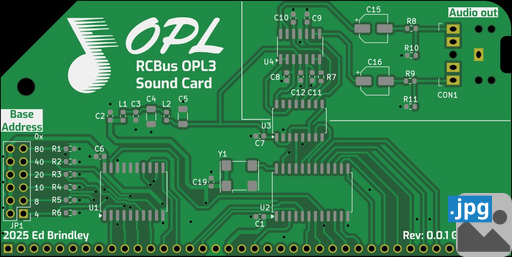 OPL
RCBus OPL3
Sound Card
Audio out
C10
C9
C15
R8
U4
R10
C16
C8
C12
C11
R7
R9
R11
CON1
C2
L1
C3
C4
L2
C5
U3
C7
Base
Address
0x
80
R1
40
R2
20
R3
10
R4
8
R5
4
R6
JP1
C6
U1
Y1
C19
U2
C1
2025 Ed Brindley
Rev: 0.0.1
.jpg